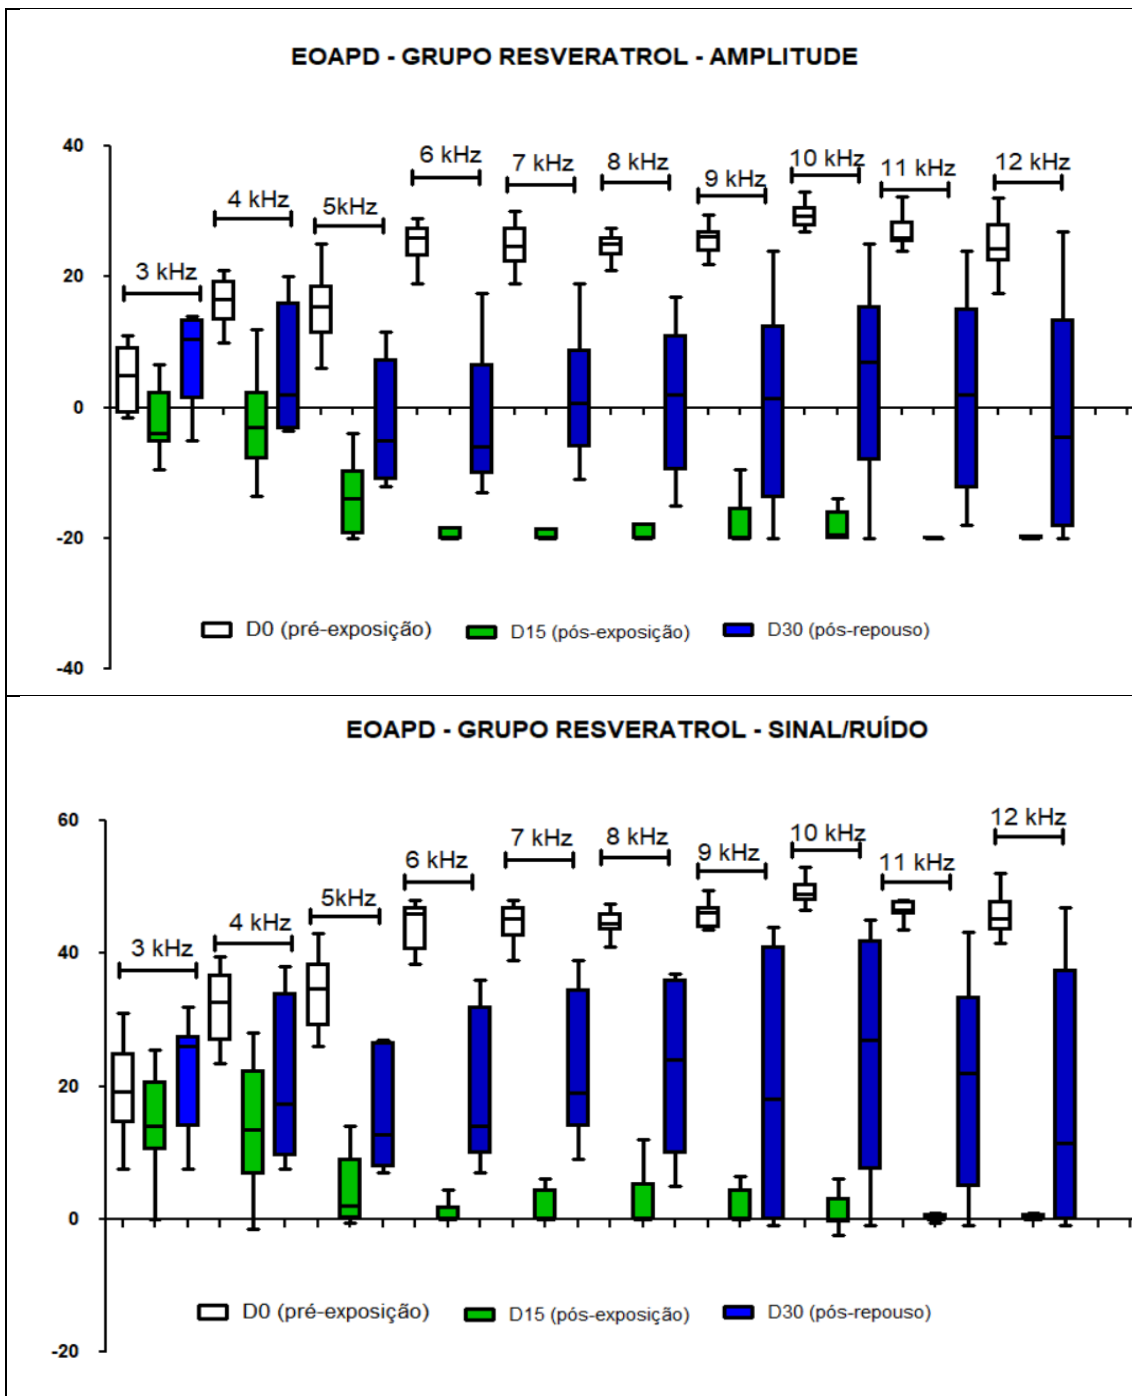 EOAPD - GRUPO RESVERATROL - AMPLITUDE
40
20
0
-20
-40
3 kHz
4 kHz
5kHz
6 kHz
7 kHz
8 kHz
9 kHz
10 kHz
11 kHz
12 kHz
D0 (pré-exposição) D15 (pós-exposição) D30 (pós-repouso)
EOAPD - GRUPO RESVERATROL - SINAL/RUÍDO
60
40
20
0
-20
3 kHz
4 kHz
5kHz
6 kHz
7 kHz
8 kHz
9 kHz
10 kHz
11 kHz
12 kHz
D0 (pré-exposição) D15 (pós-exposição) D30 (pós-repouso)